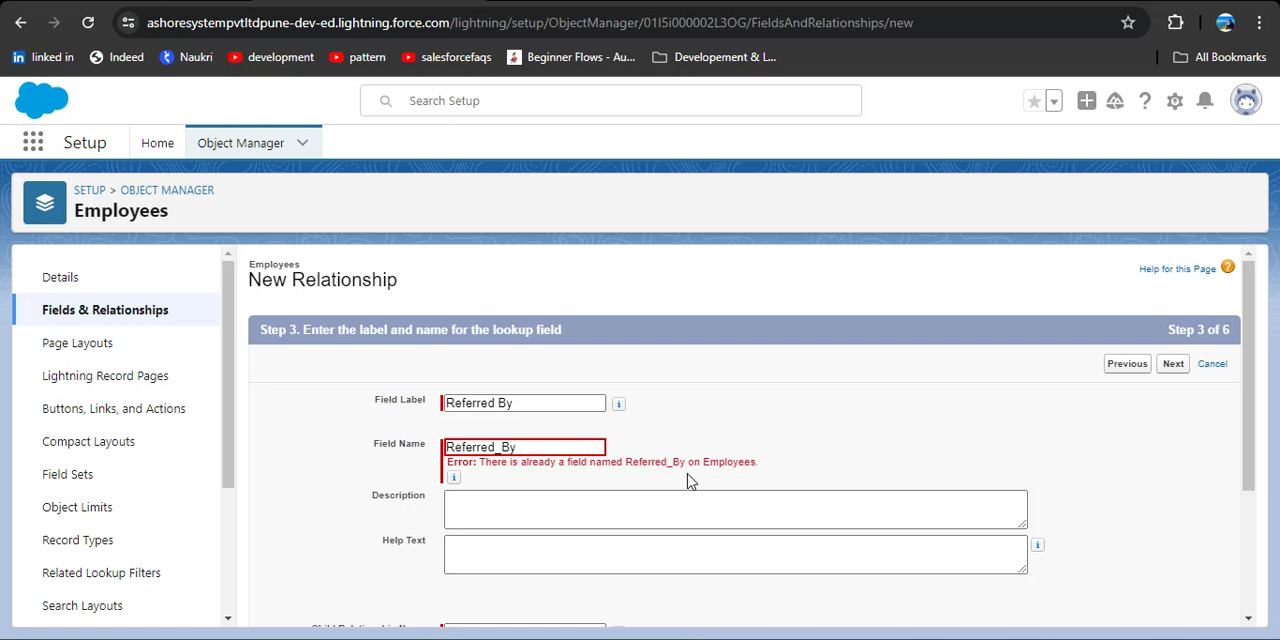 ashoresystempvtltdpune-dev-ed.lightning.force.com/lightning/setup/ObjectManager/01I5i000002L3OG/FieldsAndRelationships/new
linked in Indeed Naukri development pattern salesforcefaqs Beginner Flows - Au... Developement & L... All Bookmarks
Search Setup
Setup Home Object Manager
SETUP > OBJECT MANAGER
Employees
Details
Fields & Relationships
Page Layouts
Lightning Record Pages
Buttons, Links, and Actions
Compact Layouts
Field Sets
Object Limits
Record Types
Related Lookup Filters
Search Layouts
Employees
New Relationship
Help for this Page
Step 3. Enter the label and name for the lookup field Step 3 of 6
Previous Next Cancel
Field Label Referred By
Field Name Referred_By
Error: There is already a field named Referred_By on Employees.
Description
Help Text